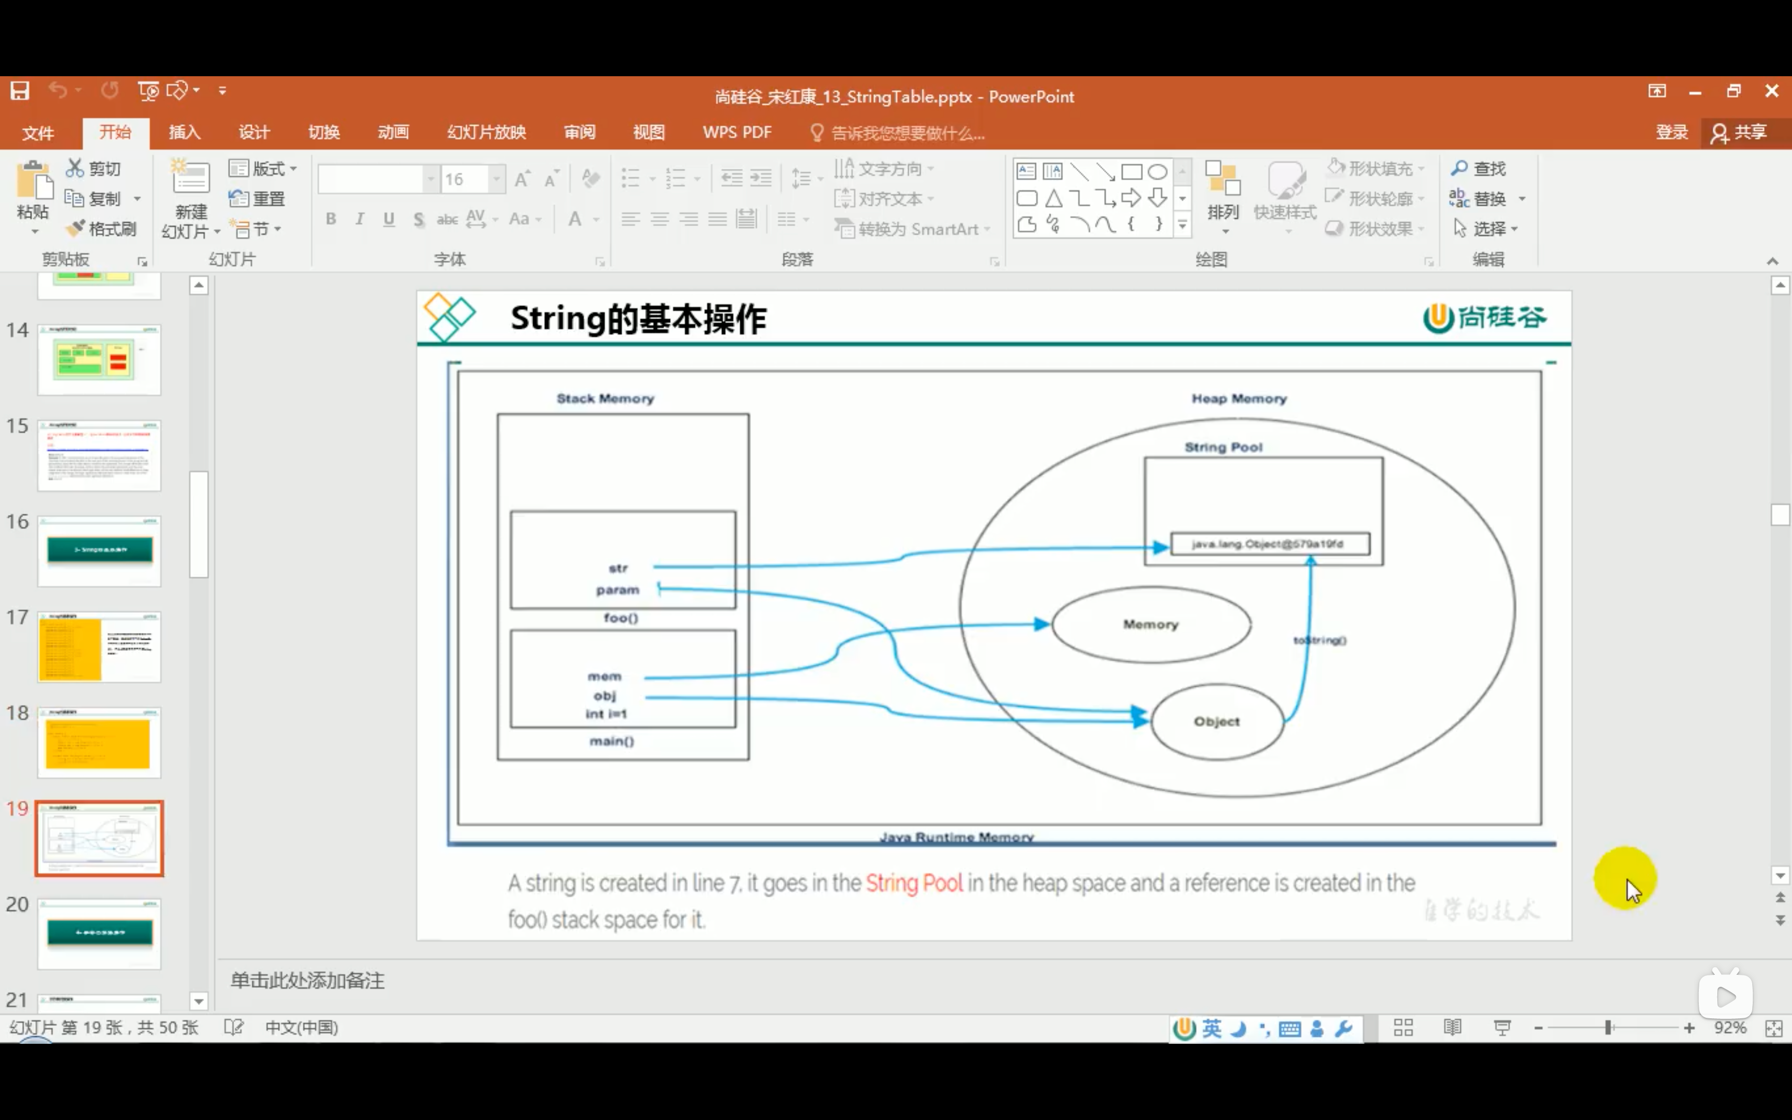 尚硅谷_宋红康_13_StringTable.pptx - PowerPoint
文件 开始 插入 设计 切换 动画 幻灯片放映 审阅 视图 WPS PDF 告诉我您想要做什么... 登录 共享
粘贴 剪切 复制 格式刷
剪贴板
新建幻灯片 版式 重置 节
幻灯片
16
B I U S abc AV Aa A
字体
文字方向
对齐文本
转换为 SmartArt
段落
排列 快速样式 形状填充 形状轮廓 形状效果
绘图
查找
替换
选择
编辑
14
15
16
17
18
19
20
21
String的基本操作
尚硅谷
Stack Memory
Heap Memory
String Pool
java.lang.Object@579a19fd
str
param
foo()
Memory
toString()
mem
obj
int i=1
main()
Object
Java Runtime Memory
A string is created in line 7, it goes in the String Pool in the heap space and a reference is created in the
foo() stack space for it.
自学的技术
单击此处添加备注
幻灯片 第 19 张，共 50 张 中文(中国) 英 92%